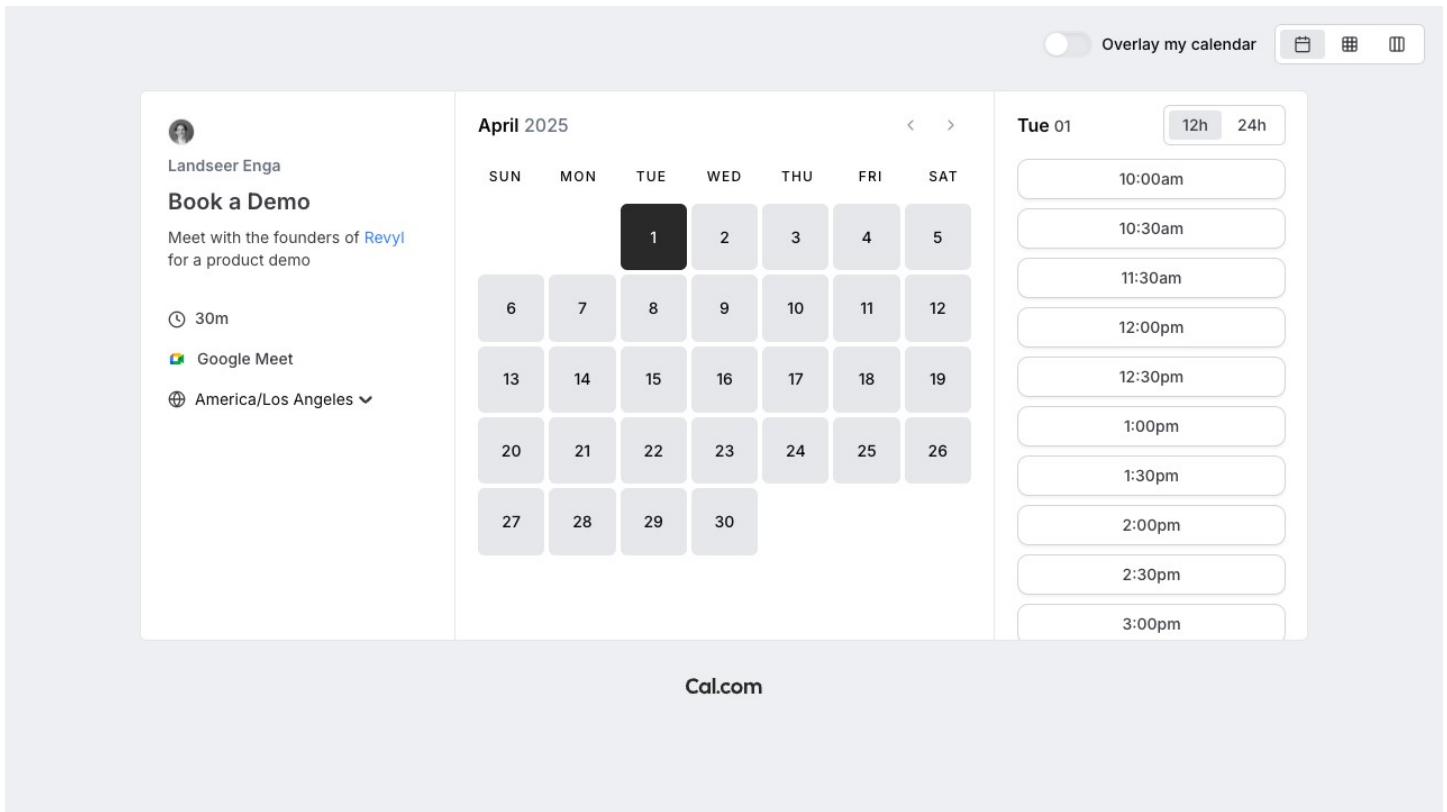 Overlay my calendar
Landseer Enga
Book a Demo
Meet with the founders of Revyl
for a product demo
30m
Google Meet
America/Los Angeles
April 2025
SUN MON TUE WED THU FRI SAT
1 2 3 4 5
6 7 8 9 10 11 12
13 14 15 16 17 18 19
20 21 22 23 24 25 26
27 28 29 30
Tue 01
12h 24h
10:00am
10:30am
11:30am
12:00pm
12:30pm
1:00pm
1:30pm
2:00pm
2:30pm
3:00pm
Cal.com